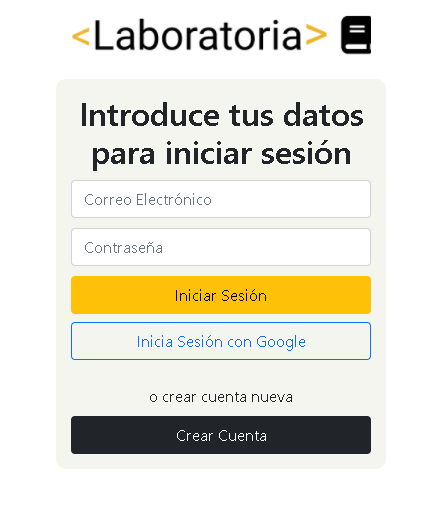 <Laboratoria>
Introduce tus datos
para iniciar sesión
Correo Electrónico
Contraseña
Iniciar Sesión
Inicia Sesión con Google
o crear cuenta nueva
Crear Cuenta